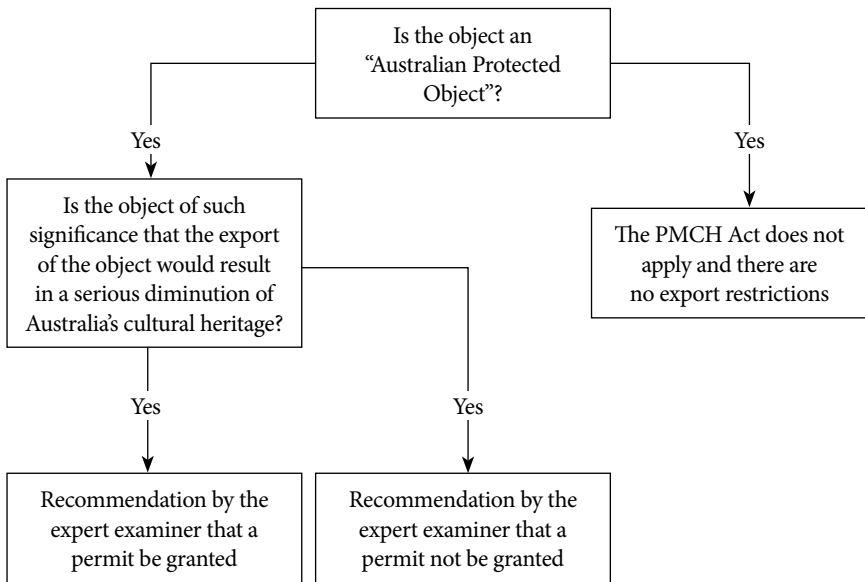 Is the object an
“Australian Protected
Object”?
Yes
Yes
Is the object of such
significance that the export
of the object would result
in a serious diminution of
Australia’s cultural heritage?
The PMCH Act does not
apply and there are
no export restrictions
Yes
Yes
Recommendation by the
expert examiner that a
permit be granted
Recommendation by the
expert examiner that a
permit not be granted